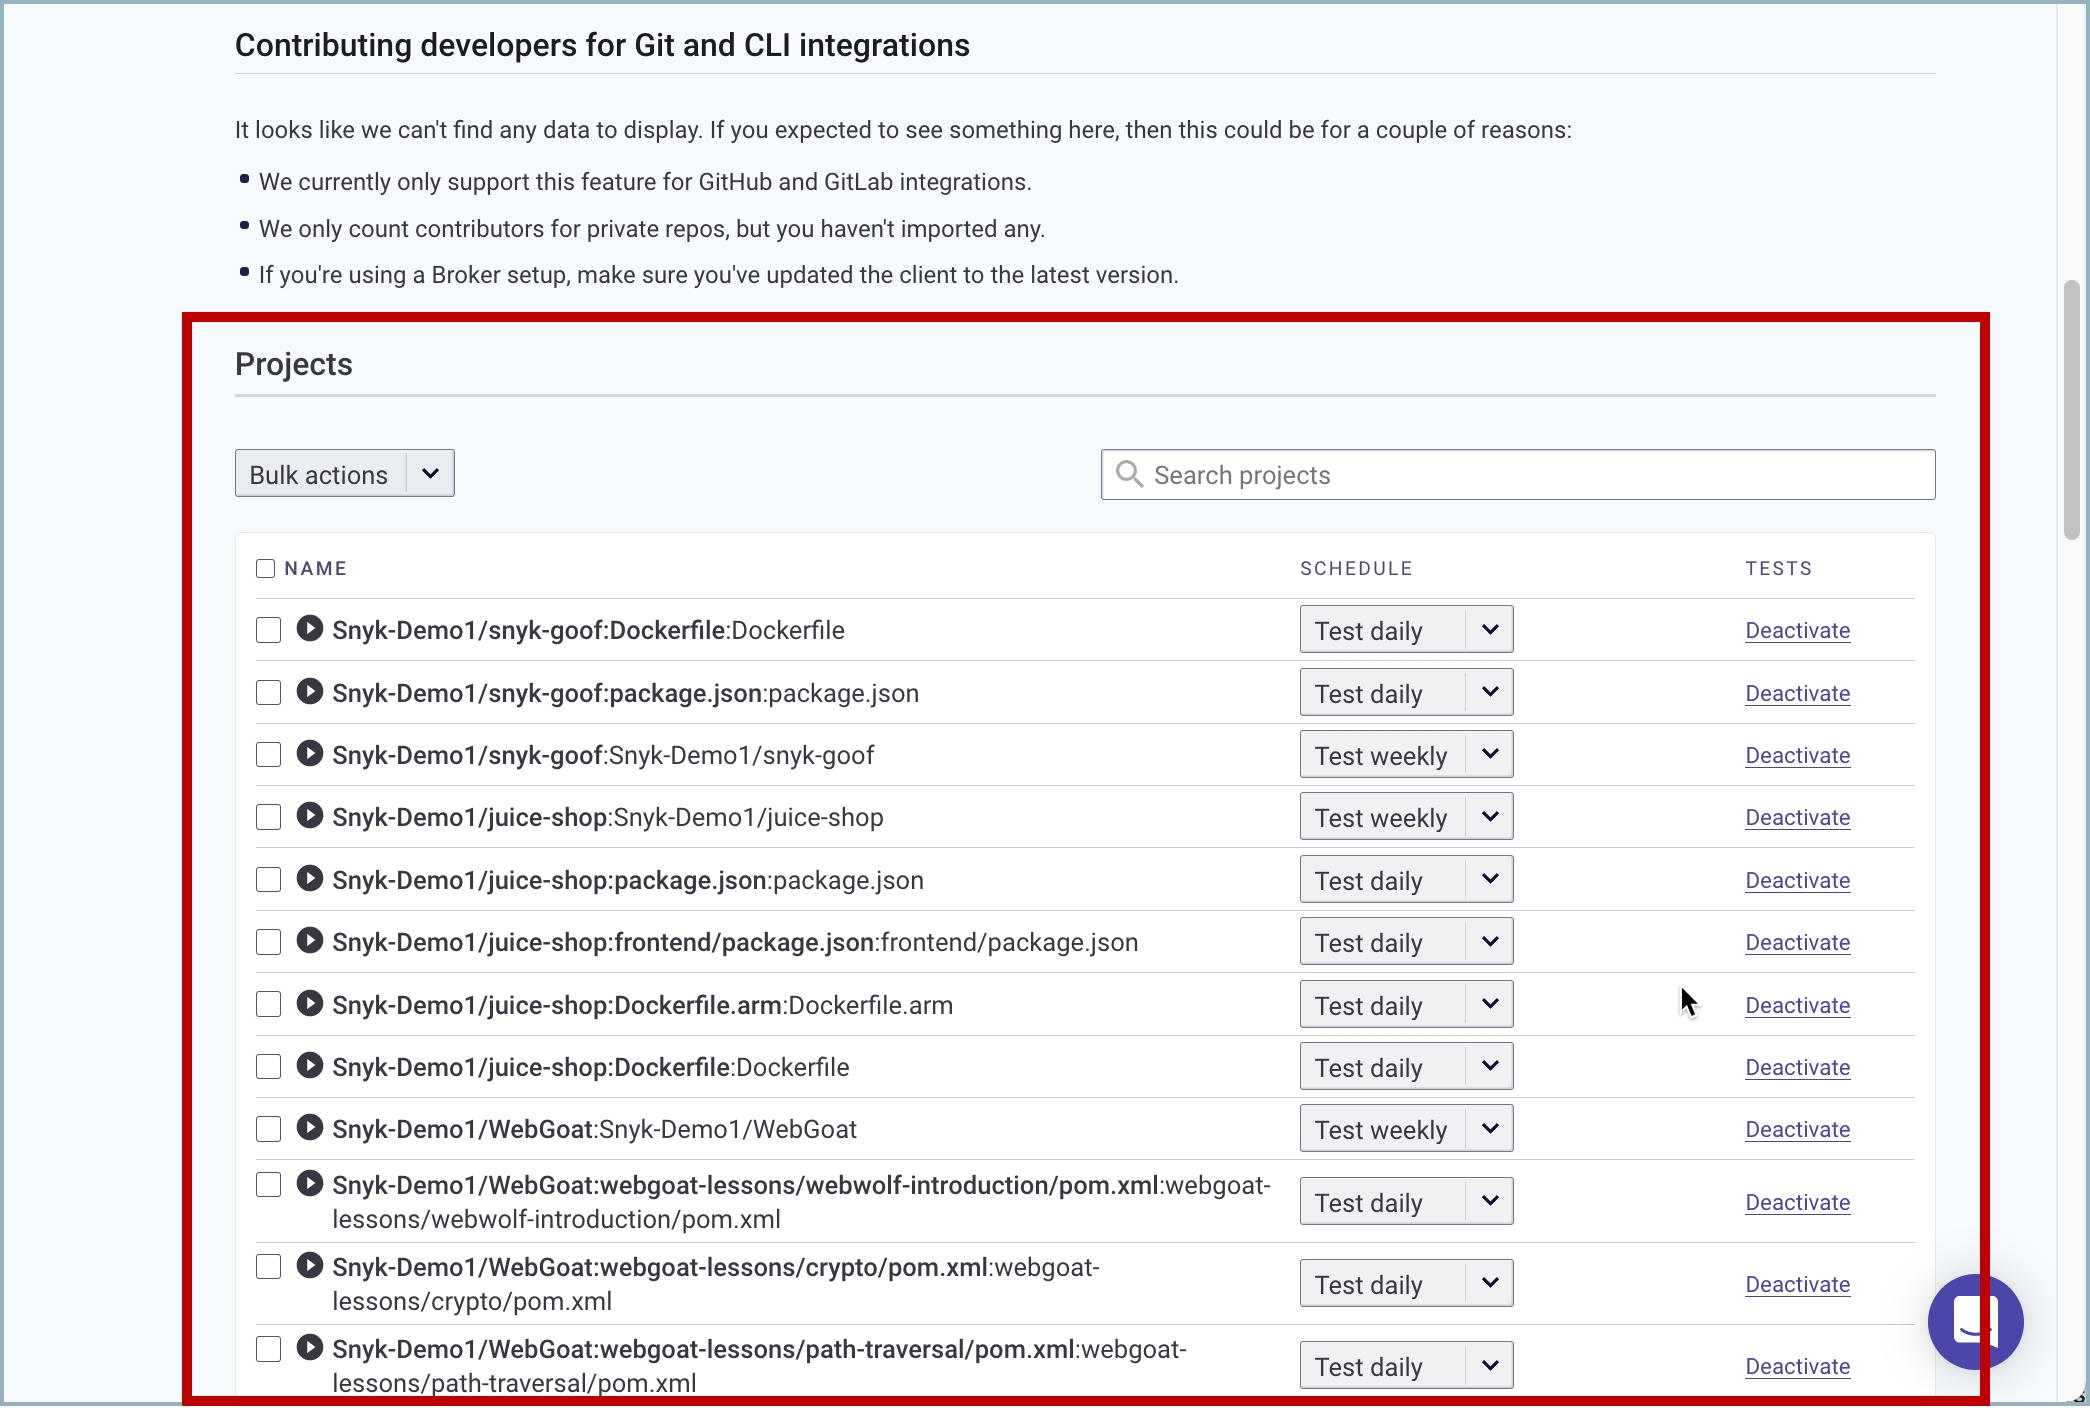 Contributing developers for Git and CLI integrations
It looks like we can't find any data to display. If you expected to see something here, then this could be for a couple of reasons:
We currently only support this feature for GitHub and GitLab integrations.
We only count contributors for private repos, but you haven't imported any.
If you're using a Broker setup, make sure you've updated the client to the latest version.
Projects
Bulk actions Search projects
NAME SCHEDULE TESTS
Snyk-Demo1/snyk-goof:Dockerfile:Dockerfile Test daily Deactivate
Snyk-Demo1/snyk-goof:package.json:package.json Test daily Deactivate
Snyk-Demo1/snyk-goof:Snyk-Demo1/snyk-goof Test weekly Deactivate
Snyk-Demo1/juice-shop:Snyk-Demo1/juice-shop Test weekly Deactivate
Snyk-Demo1/juice-shop:package.json:package.json Test daily Deactivate
Snyk-Demo1/juice-shop:frontend/package.json:frontend/package.json Test daily Deactivate
Snyk-Demo1/juice-shop:Dockerfile.arm:Dockerfile.arm Test daily Deactivate
Snyk-Demo1/juice-shop:Dockerfile:Dockerfile Test daily Deactivate
Snyk-Demo1/WebGoat:Snyk-Demo1/WebGoat Test weekly Deactivate
Snyk-Demo1/WebGoat:webgoat-lessons/webwolf-introduction/pom.xml:webgoat-
lessons/webwolf-introduction/pom.xml Test daily Deactivate
Snyk-Demo1/WebGoat:webgoat-lessons/crypto/pom.xml:webgoat-
lessons/crypto/pom.xml Test daily Deactivate
Snyk-Demo1/WebGoat:webgoat-lessons/path-traversal/pom.xml:webgoat-
lessons/path-traversal/pom.xml Test daily Deactivate